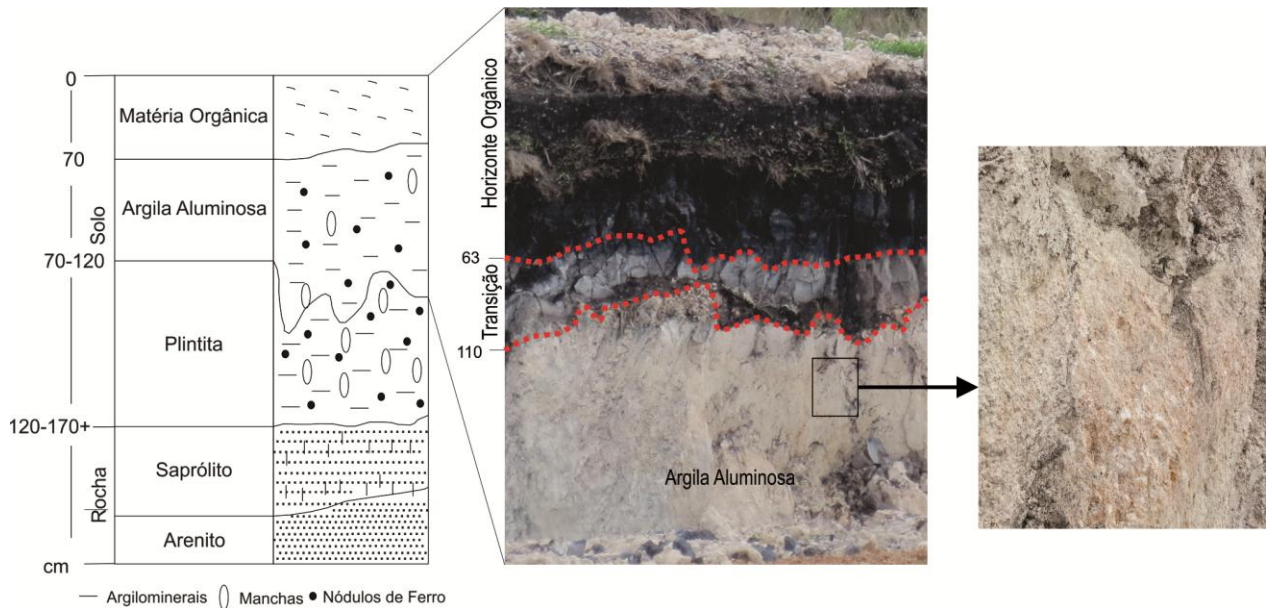 0
Matéria Orgânica
70
Solo
Argila Aluminosa
70-120
Plintita
120-170+
Rocha
Saprólito
Arenito
cm
Argilominerais
Manchas
Nódulos de Ferro
Horizonte Orgânico
63
Transição
110
Argila Aluminosa